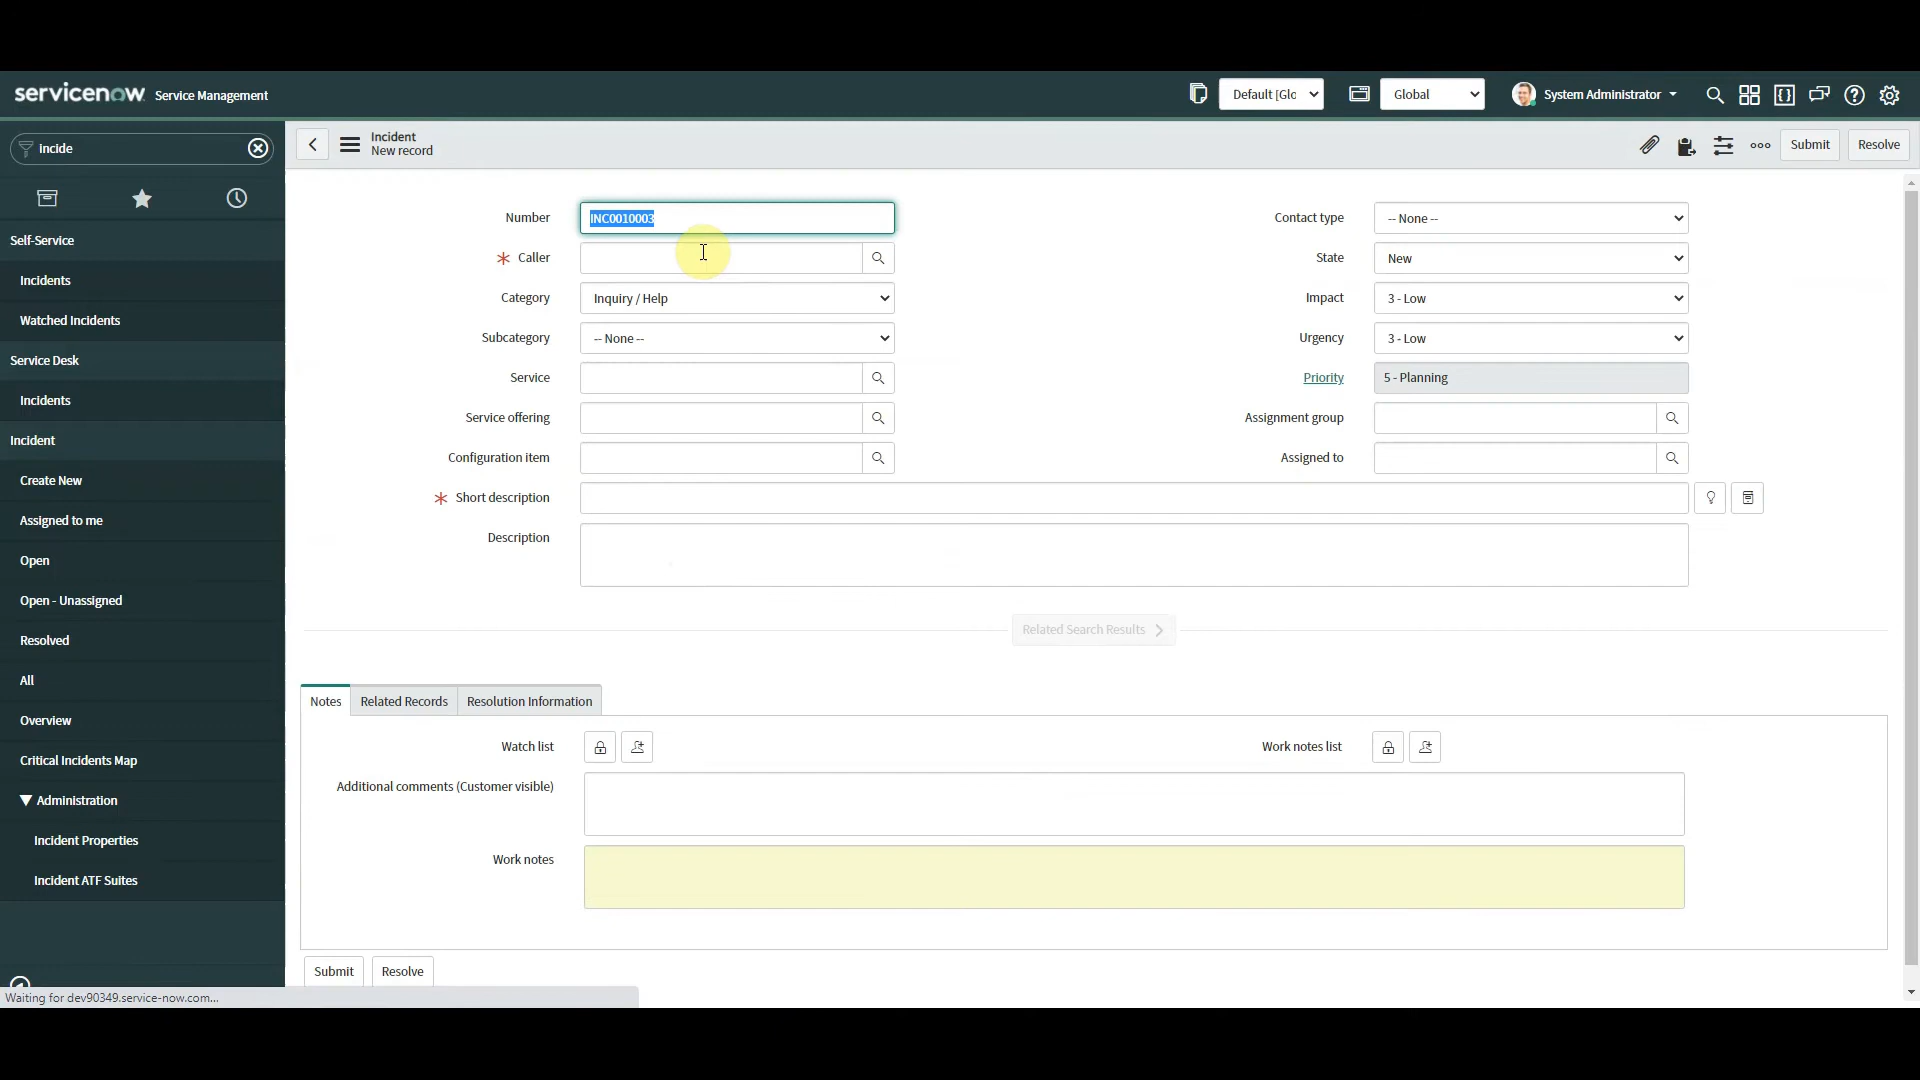 servicenow Service Management
Default [Glo
Global
System Administrator
Incide
Self-Service
Incidents
Watched Incidents
Service Desk
Incidents
Incident
Create New
Assigned to me
Open
Open - Unassigned
Resolved
All
Overview
Critical Incidents Map
Administration
Incident Properties
Incident ATF Suites
Incident
New record
Submit
Resolve
Number
INC0010003
Caller
Category
Inquiry / Help
Subcategory
-- None --
Service
Service offering
Configuration item
Short description
Description
Contact type
-- None --
State
New
Impact
3 - Low
Urgency
3 - Low
Priority
5 - Planning
Assignment group
Assigned to
Related Search Results
Notes
Related Records
Resolution Information
Watch list
Work notes list
Additional comments (Customer visible)
Work notes
Submit
Resolve
Waiting for dev90349.service-now.com...